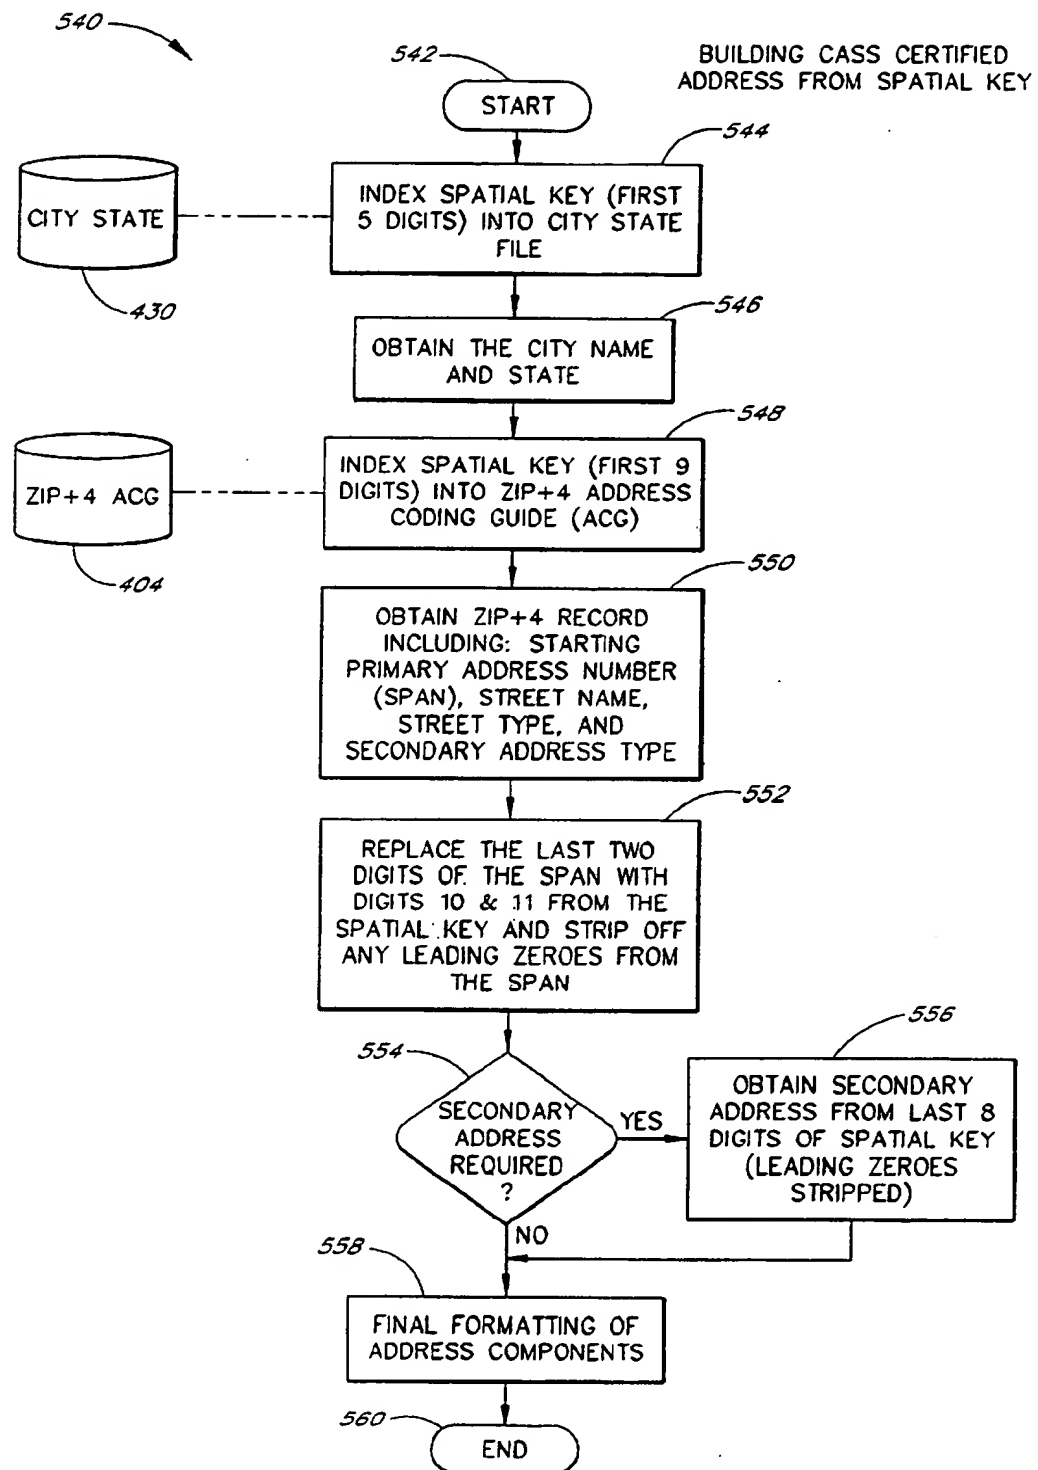 540
542
BUILDING CASS CERTIFIED
ADDRESS FROM SPATIAL KEY
START
544
CITY STATE
INDEX SPATIAL KEY (FIRST
5 DIGITS) INTO CITY STATE
FILE
430
546
OBTAIN THE CITY NAME
AND STATE
548
ZIP+4 ACG
INDEX SPATIAL KEY (FIRST 9
DIGITS) INTO ZIP+4 ADDRESS
CODING GUIDE (ACG)
404
550
OBTAIN ZIP+4 RECORD
INCLUDING: STARTING
PRIMARY ADDRESS NUMBER
(SPAN), STREET NAME,
STREET TYPE, AND
SECONDARY ADDRESS TYPE
552
REPLACE THE LAST TWO
DIGITS OF THE SPAN WITH
DIGITS 10 & 11 FROM THE
SPATIAL KEY AND STRIP OFF
ANY LEADING ZEROES FROM
THE SPAN
554
SECONDARY
ADDRESS
REQUIRED
?
YES
556
OBTAIN SECONDARY
ADDRESS FROM LAST 8
DIGITS OF SPATIAL KEY
(LEADING ZEROES
STRIPPED)
NO
558
FINAL FORMATTING OF
ADDRESS COMPONENTS
560
END